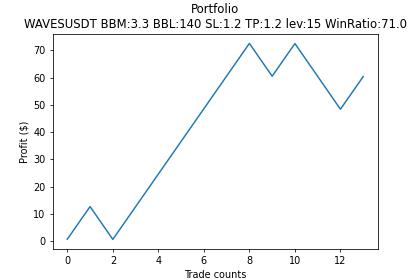 Portfolio
WAVESUSDT BBM:3.3 BBL:140 SL:1.2 TP:1.2 lev:15 WinRatio:71.0
70
60
50
40
30
20
10
0
Profit ($)
0 2 4 6 8 10 12
Trade counts